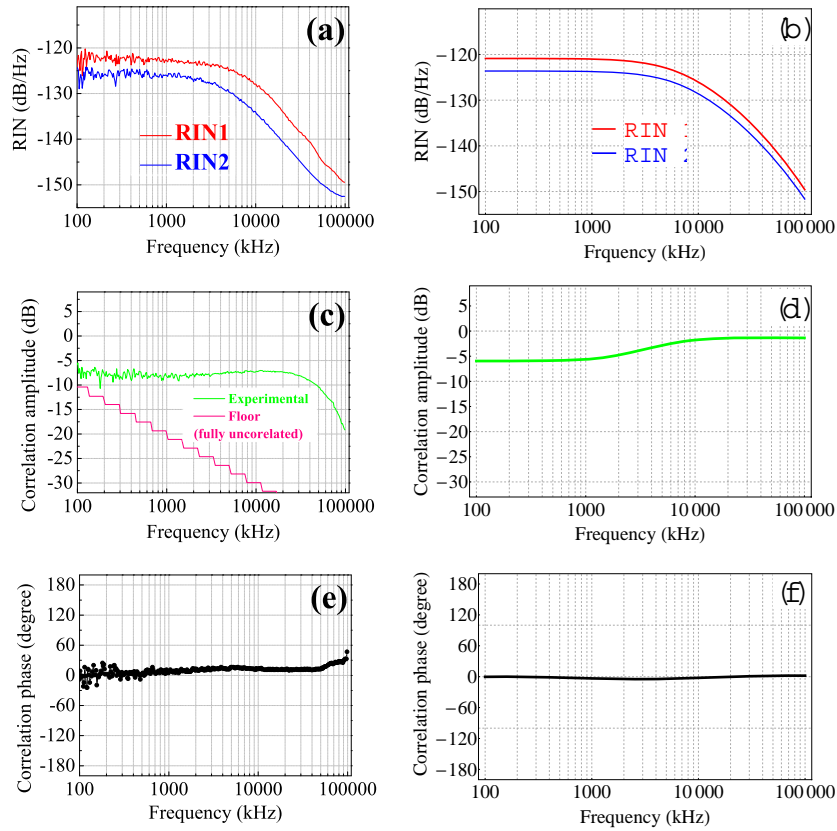 (a)
RIN (dB/Hz)
-120
-130
-140
-150
RIN1
RIN2
100 1000 10000 100000
Frequency (kHz)
(b)
RIN (dB/Hz)
−120
−130
−140
−150
RIN
RIN
100 1000 10 000 100 000
Frquency (kHz)
(c)
Correlation amplitude (dB)
5
0
-5
-10
-15
-20
-25
-30
Experimental
Floor
(fully uncorelated)
100 1000 10000 100000
Frequency (kHz)
(d)
Correlation amplitude (dB)
5
0
−5
−10
−15
−20
−25
−30
100 1000 10 000 100 000
Frequency (kHz)
(e)
Correlation phase (degree)
180
120
60
0
-60
-120
-180
100 1000 10000 100000
Frequency (kHz)
(f)
Correlation phase (degree)
180
120
60
0
−60
−120
−180
100 1000 10 000 100 000
Frequency (kHz)